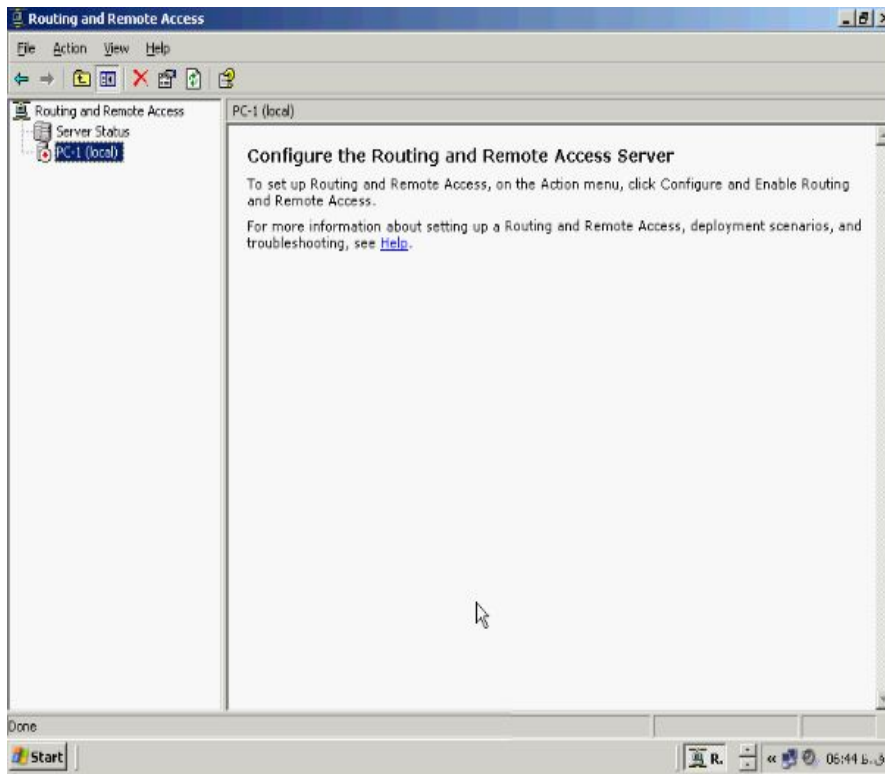 Routing and Remote Access
File Action View Help
Routing and Remote Access
Server Status
PC-1 (local)
PC-1 (local)
Configure the Routing and Remote Access Server
To set up Routing and Remote Access, on the Action menu, click Configure and Enable Routing
and Remote Access.
For more information about setting up a Routing and Remote Access, deployment scenarios, and
troubleshooting, see Help.
Done
Start
R.
« 06:44 ق.ظ